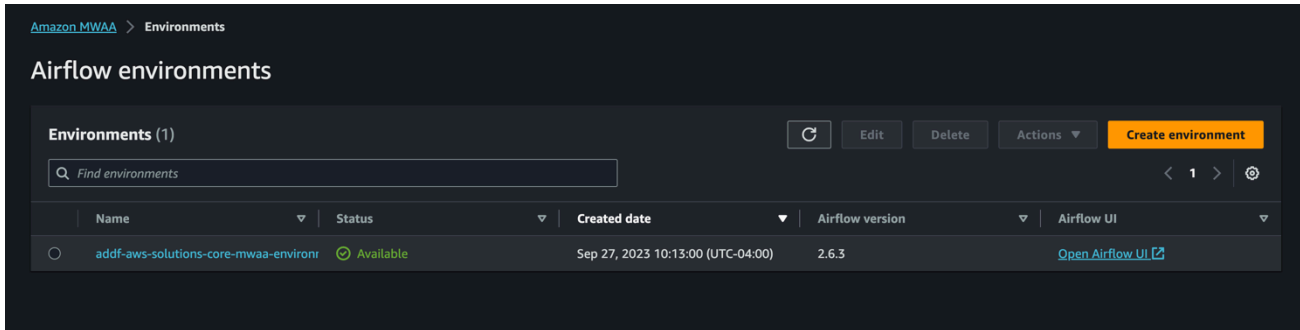 Amazon MWAA > Environments
Airflow environments
Environments (1)
Edit Delete Actions Create environment
Find environments
< 1 >
Name Status Created date Airflow version Airflow UI
addf-aws-solutions-core-mwaa-environ Available Sep 27, 2023 10:13:00 (UTC-04:00) 2.6.3 Open Airflow UI